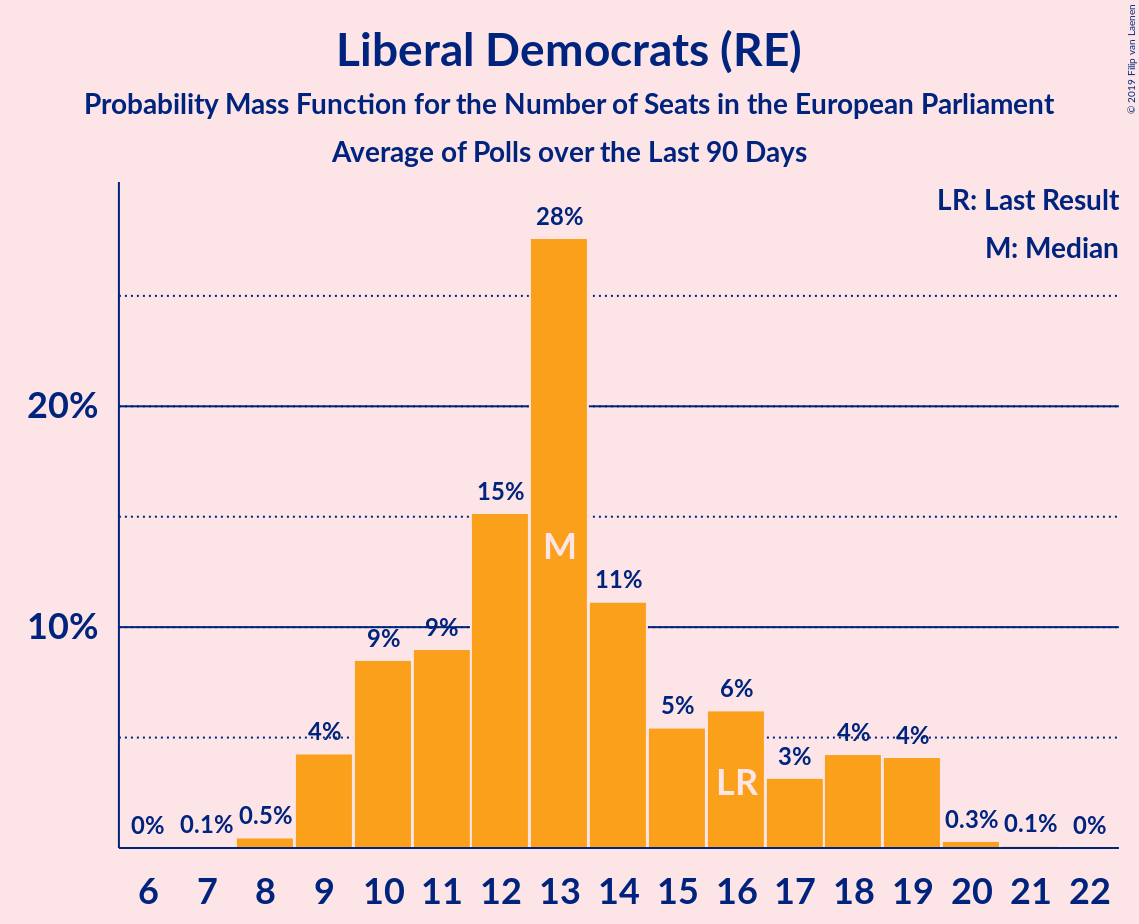 Liberal Democrats (RE)
Probability Mass Function for the Number of Seats in the European Parliament
Average of Polls over the Last 90 Days
© 2019 Filip van Laenen
LR: Last Result
M: Median
28%
20%
15%
M
11%
10%
9%
9%
6%
5%
4%
4%
4%
3%
LR
0%
0.1%
0.5%
0.3%
0.1%
0%
6 7 8 9 10 11 12 13 14 15 16 17 18 19 20 21 22